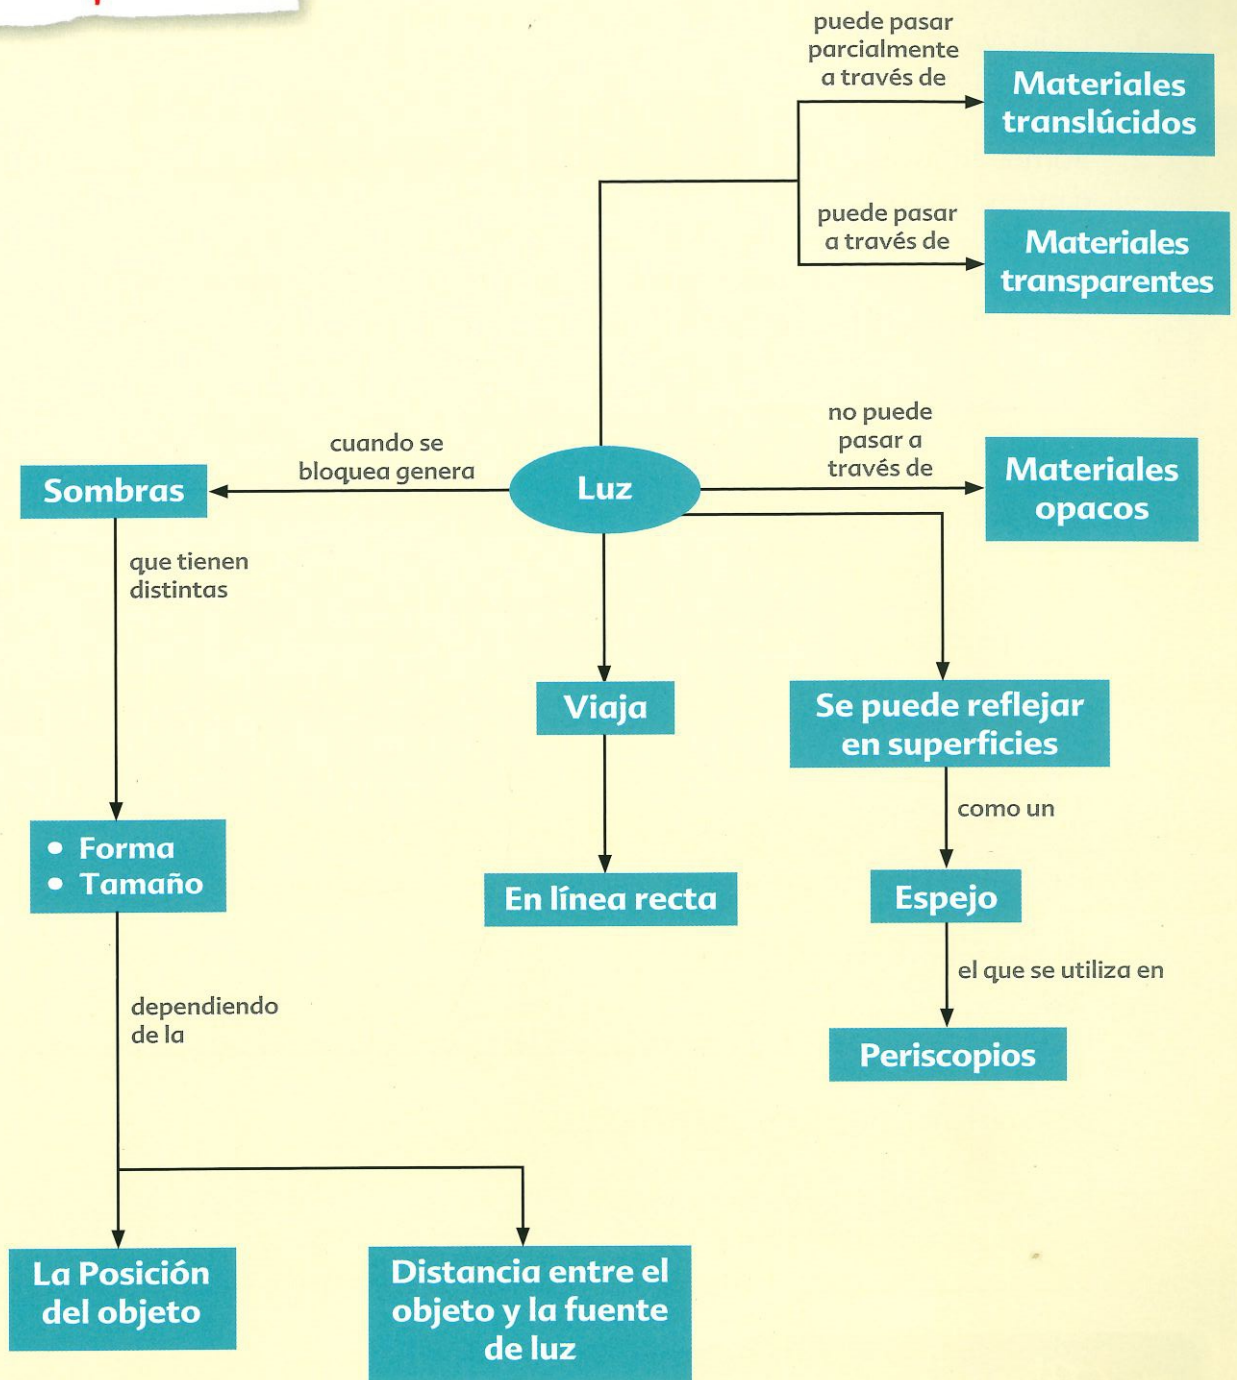 puede pasar
parcialmente
a través de
Materiales
translúcidos
puede pasar
a través de
Materiales
transparentes
no puede
pasar a
través de
Materiales
opacos
cuando se
bloquea genera
Luz
Sombras
que tienen
distintas
Viaja
Se puede reflejar
en superficies
como un
• Forma
• Tamaño
En línea recta
Espejo
el que se utiliza en
dependiendo
de la
Periscopios
La Posición
del objeto
Distancia entre el
objeto y la fuente
de luz